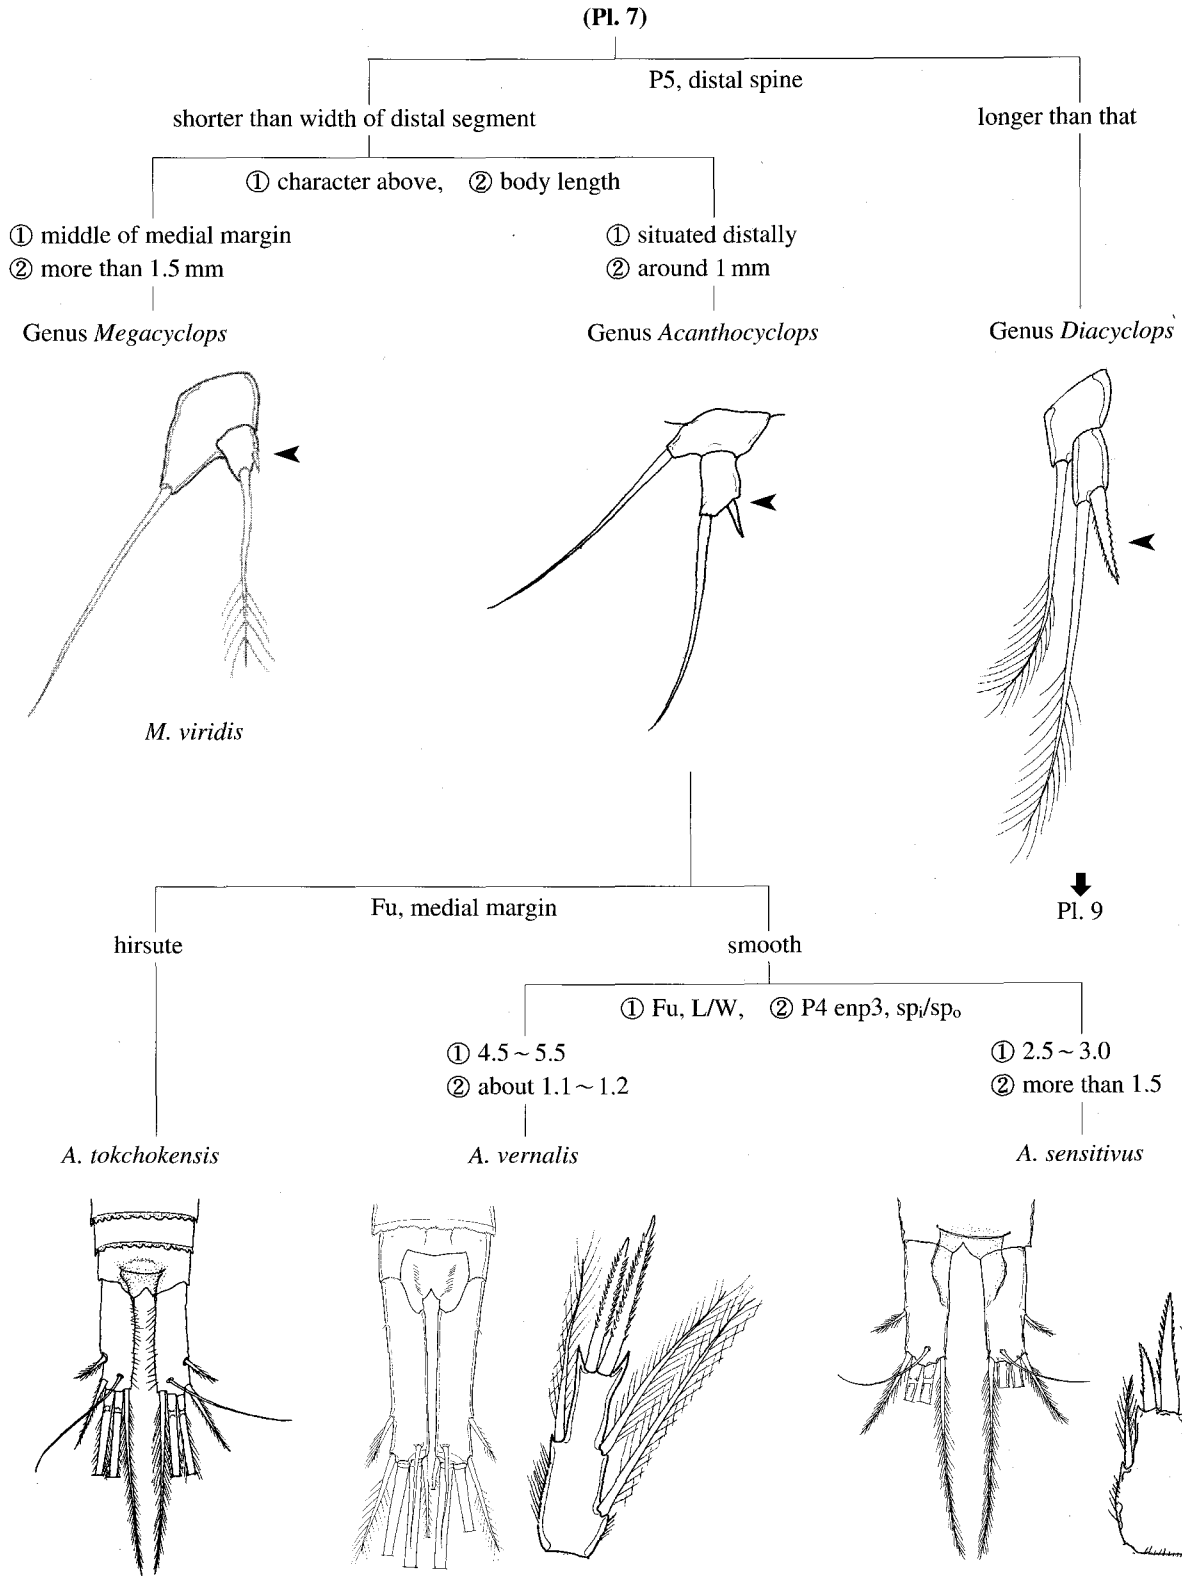 (Pl. 7)
P5, distal spine
shorter than width of distal segment
longer than that
① character above, ② body length
① middle of medial margin
② more than 1.5 mm
① situated distally
② around 1 mm
Genus Megacyclops
Genus Acanthocyclops
Genus Diacyclops
M. viridis
Pl. 9
Fu, medial margin
hirsute
smooth
① Fu, L/W, ② P4 enp3, spi/spo
① 4.5 ~ 5.5
② about 1.1 ~ 1.2
① 2.5 ~ 3.0
② more than 1.5
A. tokchokensis
A. vernalis
A. sensitivus